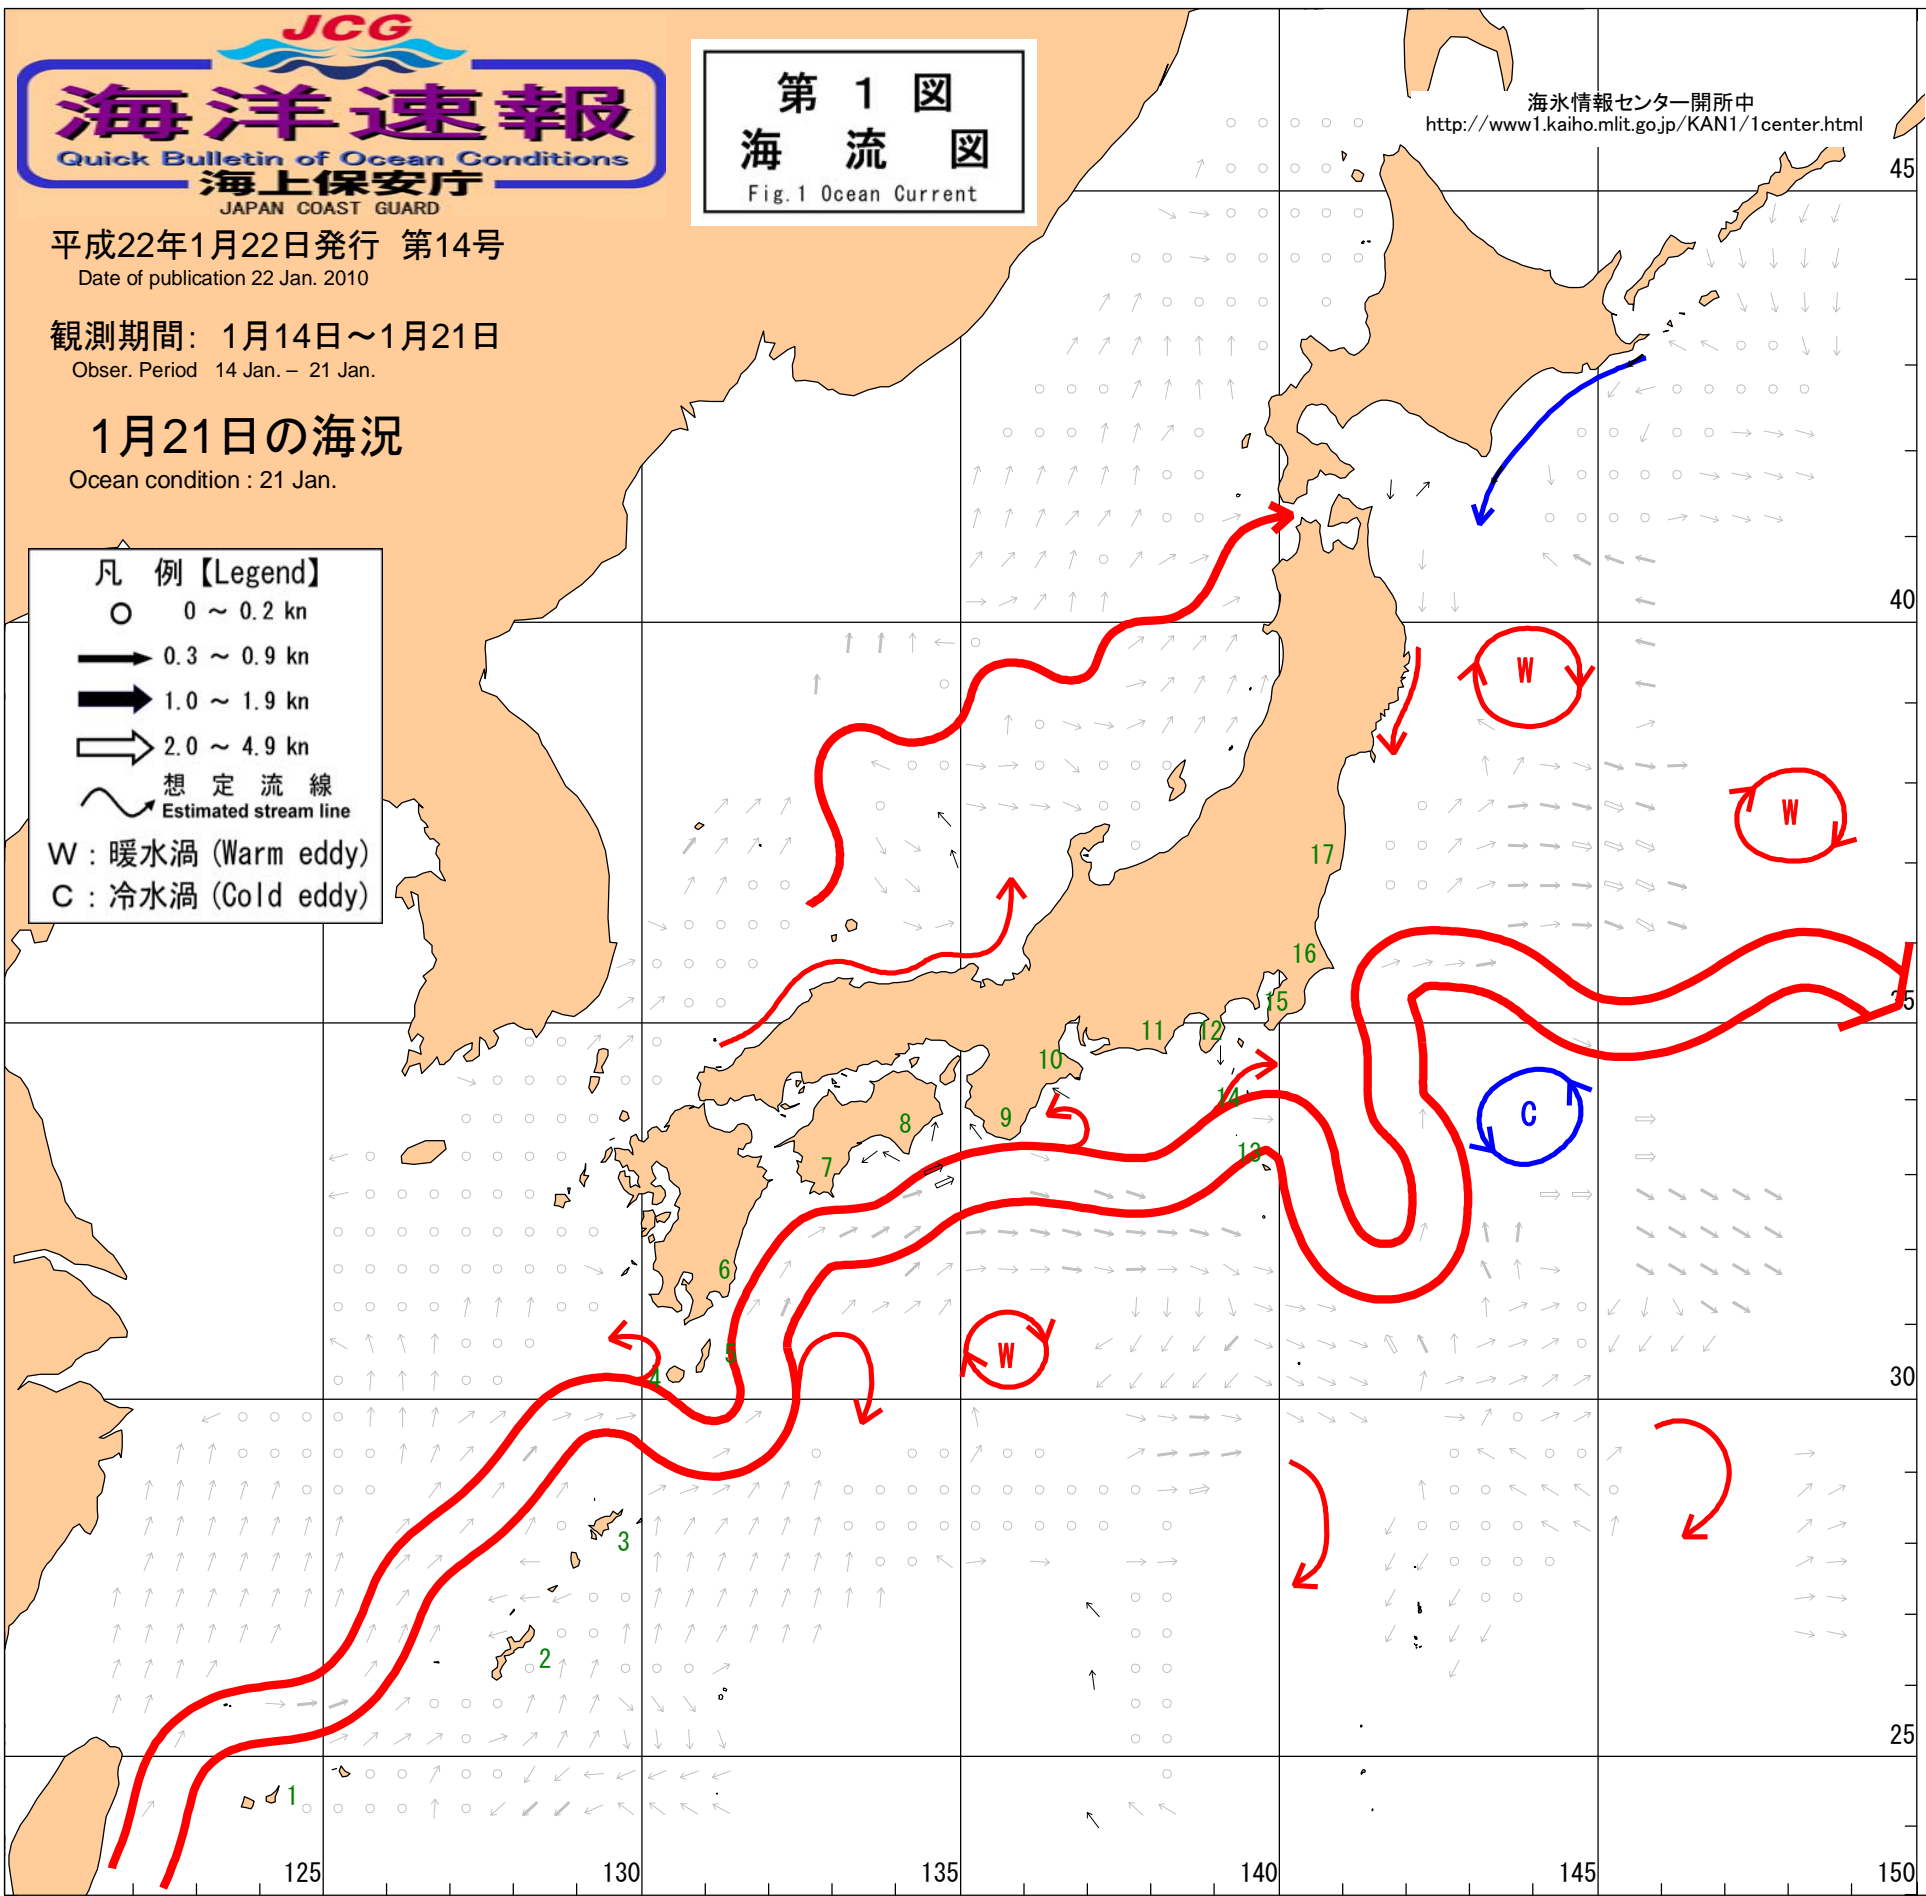 JCG
海洋速報
Quick Bulletin of Ocean Conditions
海上保安庁
JAPAN COAST GUARD
第 1 図
海 流 図
Fig.1 Ocean Current
海氷情報センター開所中
http://www1.kaiho.mlit.go.jp/KAN1/1center.html
平成22年1月22日発行 第14号
Date of publication 22 Jan. 2010
観測期間: 1月14日～1月21日
Obser. Period 14 Jan. – 21 Jan.
1月21日の海況
Ocean condition : 21 Jan.
凡 例【Legend】
0 ～ 0.2 kn
0.3 ～ 0.9 kn
1.0 ～ 1.9 kn
2.0 ～ 4.9 kn
想 定 流 線
Estimated stream line
W : 暖水渦 (Warm eddy)
C : 冷水渦 (Cold eddy)
45
40
W
W
17
16
35
15
11
12
10
14
C
9
8
13
7
6
W
5
4
30
3
2
25
1
125
130
135
140
145
150